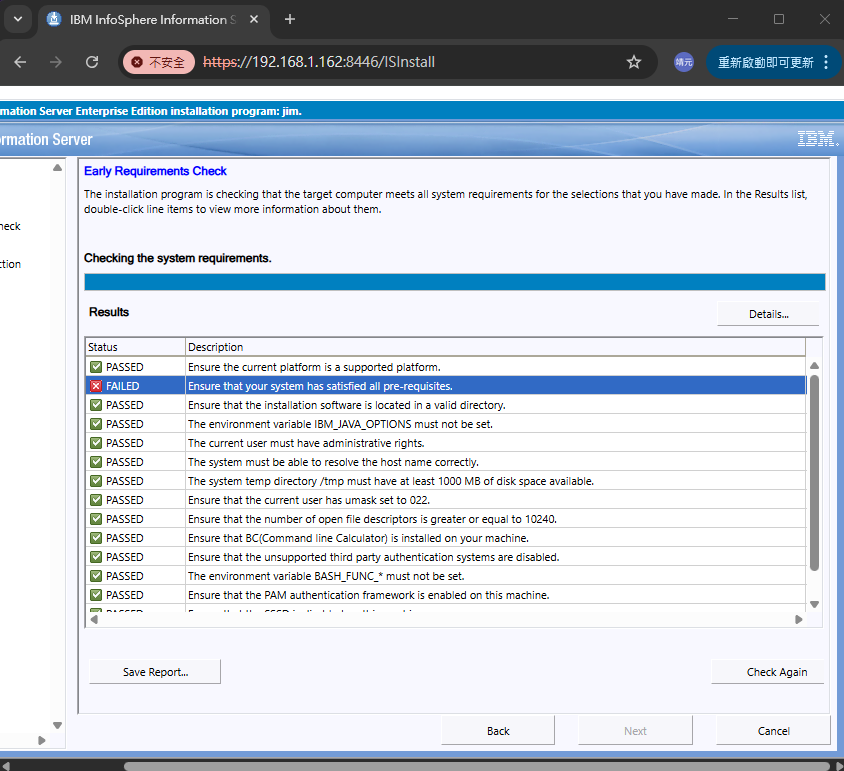 IBM InfoSphere Information S
不安全
https://192.168.1.162:8446/ISInstall
靖元
重新啟動即可更新
mation Server Enterprise Edition installation program: jim.
rmation Server
IBM.
Early Requirements Check
The installation program is checking that the target computer meets all system requirements for the selections that you have made. In the Results list,
double-click line items to view more information about them.
heck
ction
Checking the system requirements.
Results
Details...
Status Description
PASSED Ensure the current platform is a supported platform.
FAILED Ensure that your system has satisfied all pre-requisites.
PASSED Ensure that the installation software is located in a valid directory.
PASSED The environment variable IBM_JAVA_OPTIONS must not be set.
PASSED The current user must have administrative rights.
PASSED The system must be able to resolve the host name correctly.
PASSED The system temp directory /tmp must have at least 1000 MB of disk space available.
PASSED Ensure that the current user has umask set to 022.
PASSED Ensure that the number of open file descriptors is greater or equal to 10240.
PASSED Ensure that BC(Command line Calculator) is installed on your machine.
PASSED Ensure that the unsupported third party authentication systems are disabled.
PASSED The environment variable BASH_FUNC_* must not be set.
PASSED Ensure that the PAM authentication framework is enabled on this machine.
Save Report...
Check Again
Back
Next
Cancel